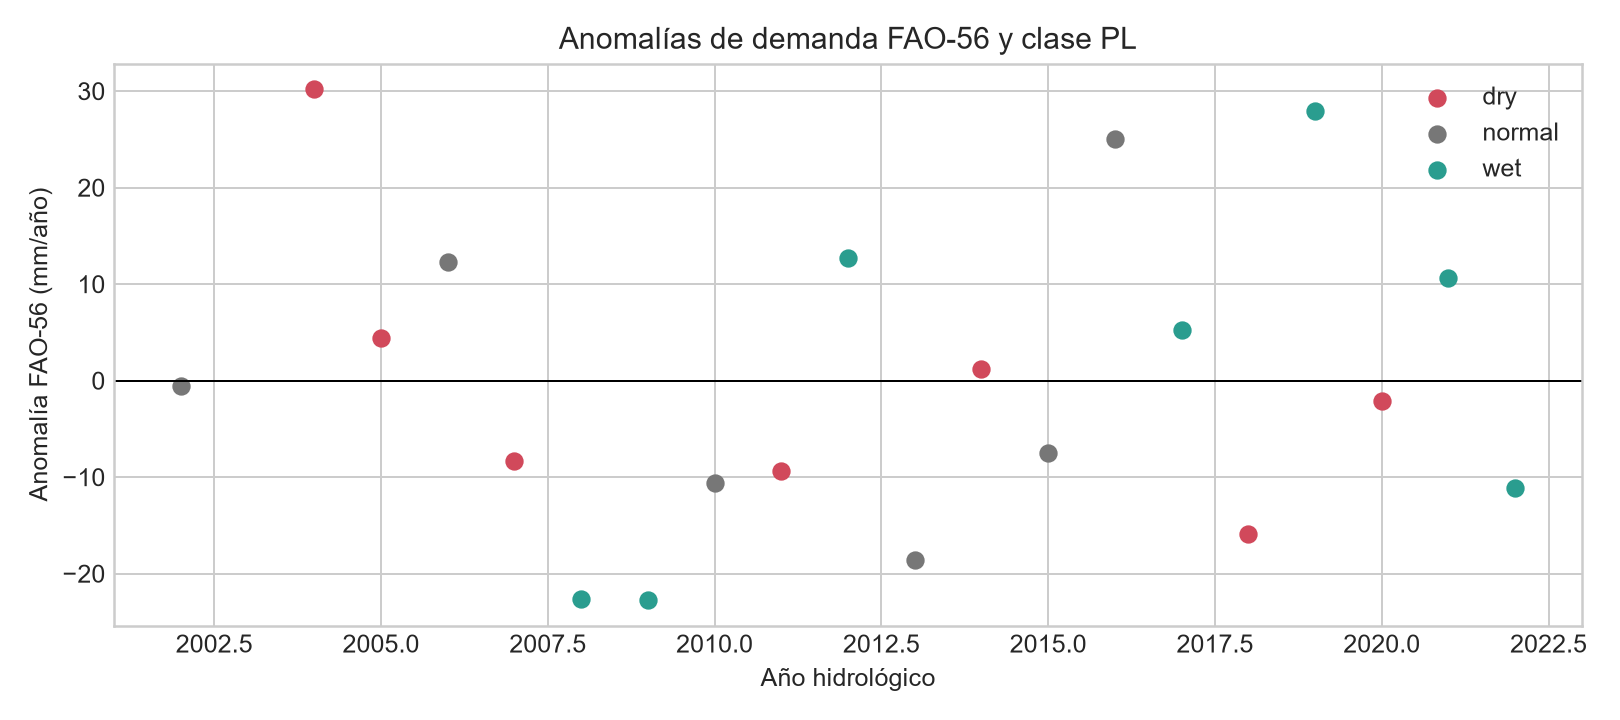 Anomalías de demanda FAO-56 y clase PL
dry
normal
wet
Anomalía FAO-56 (mm/año)
30
20
10
0
−10
−20
2002.5 2005.0 2007.5 2010.0 2012.5 2015.0 2017.5 2020.0 2022.5
Año hidrológico